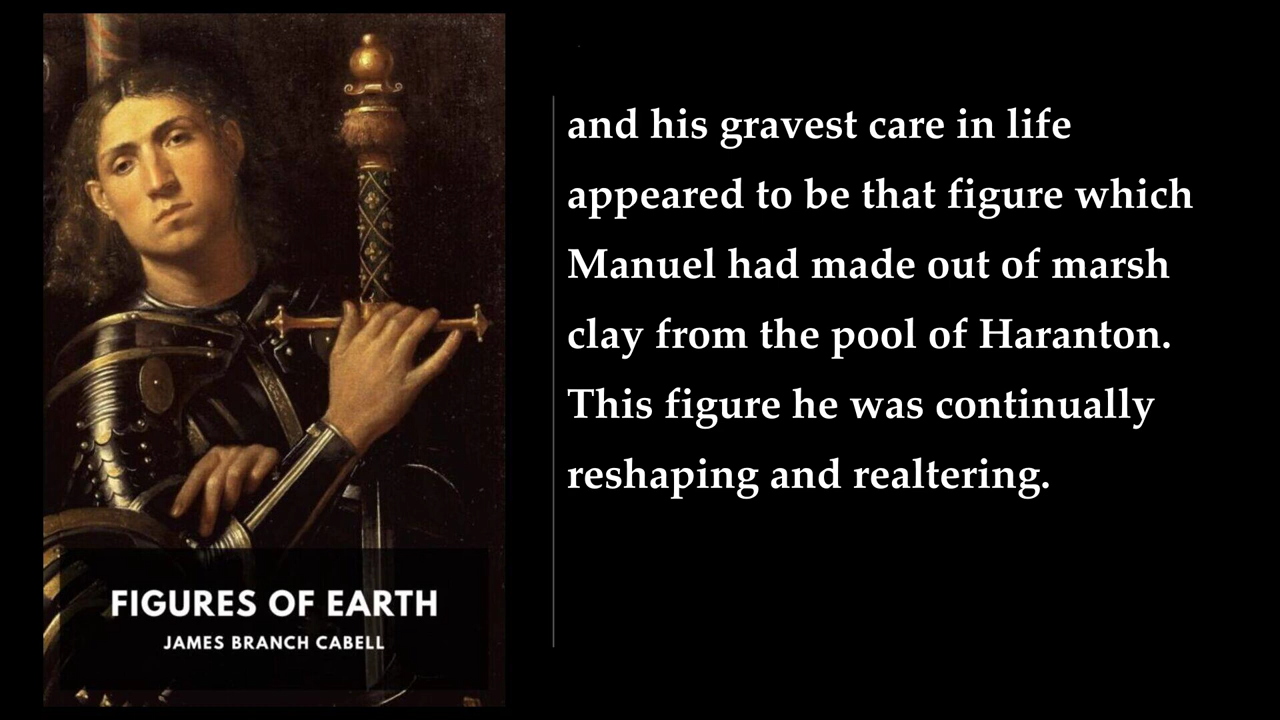 and his gravest care in life
appeared to be that figure which
Manuel had made out of marsh
clay from the pool of Haranton.
This figure he was continually
reshaping and realtering.
FIGURES OF EARTH
JAMES BRANCH CABELL